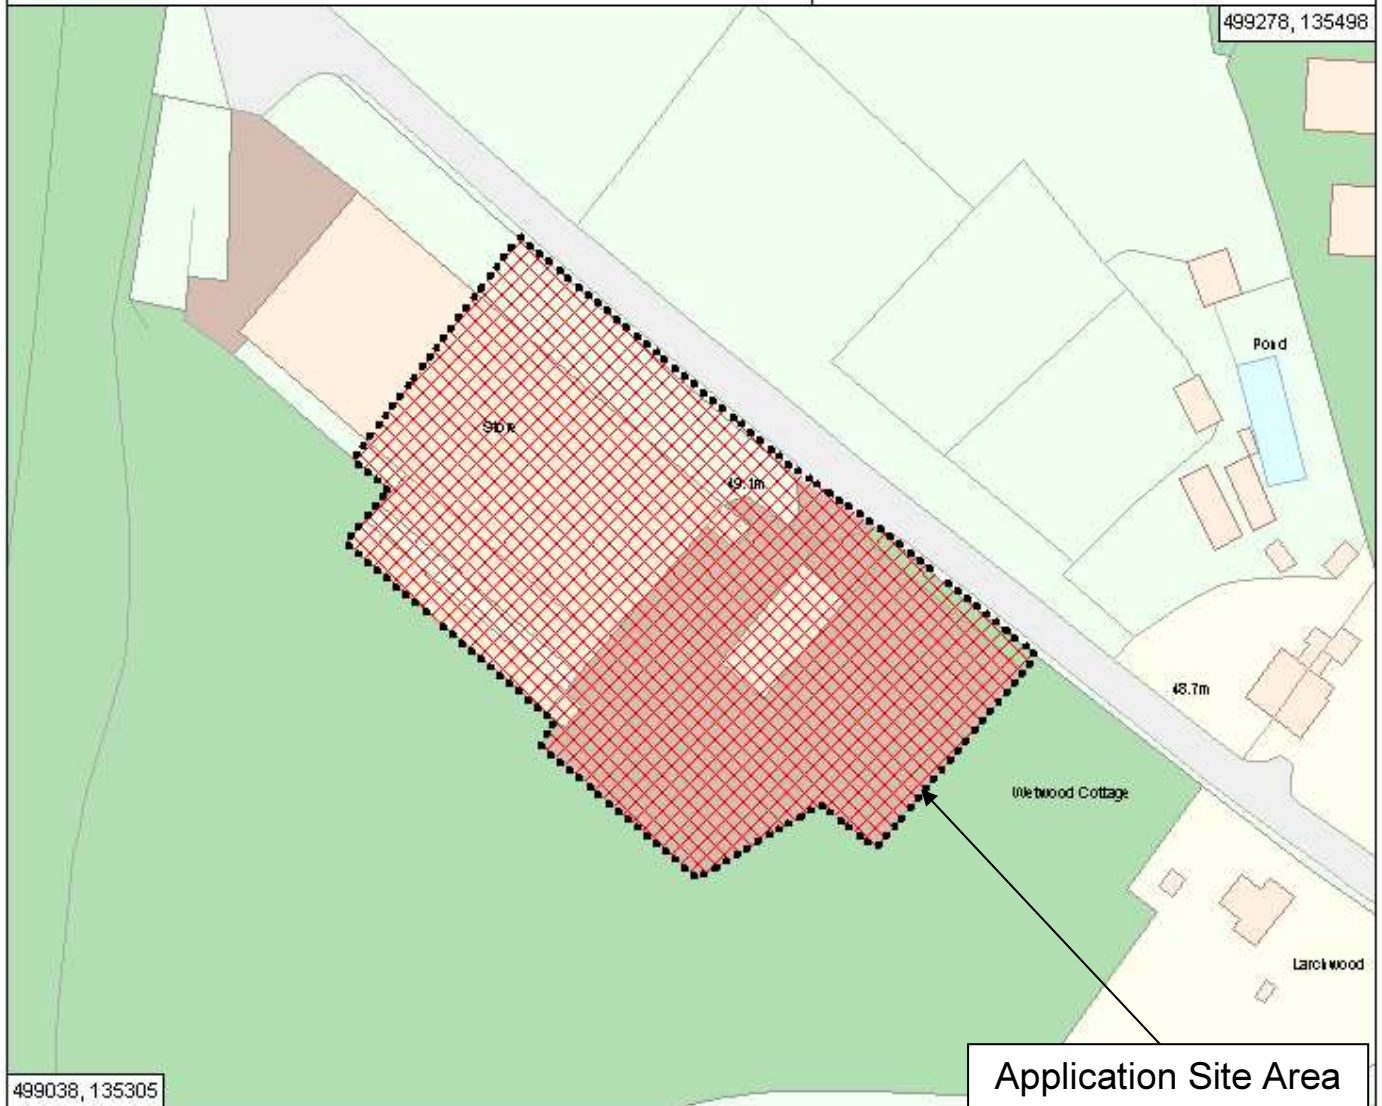 499278, 135498
Pond
Store
49.1m
48.7m
Wetwood Cottage
Larchwood
Application Site Area
499038, 135305